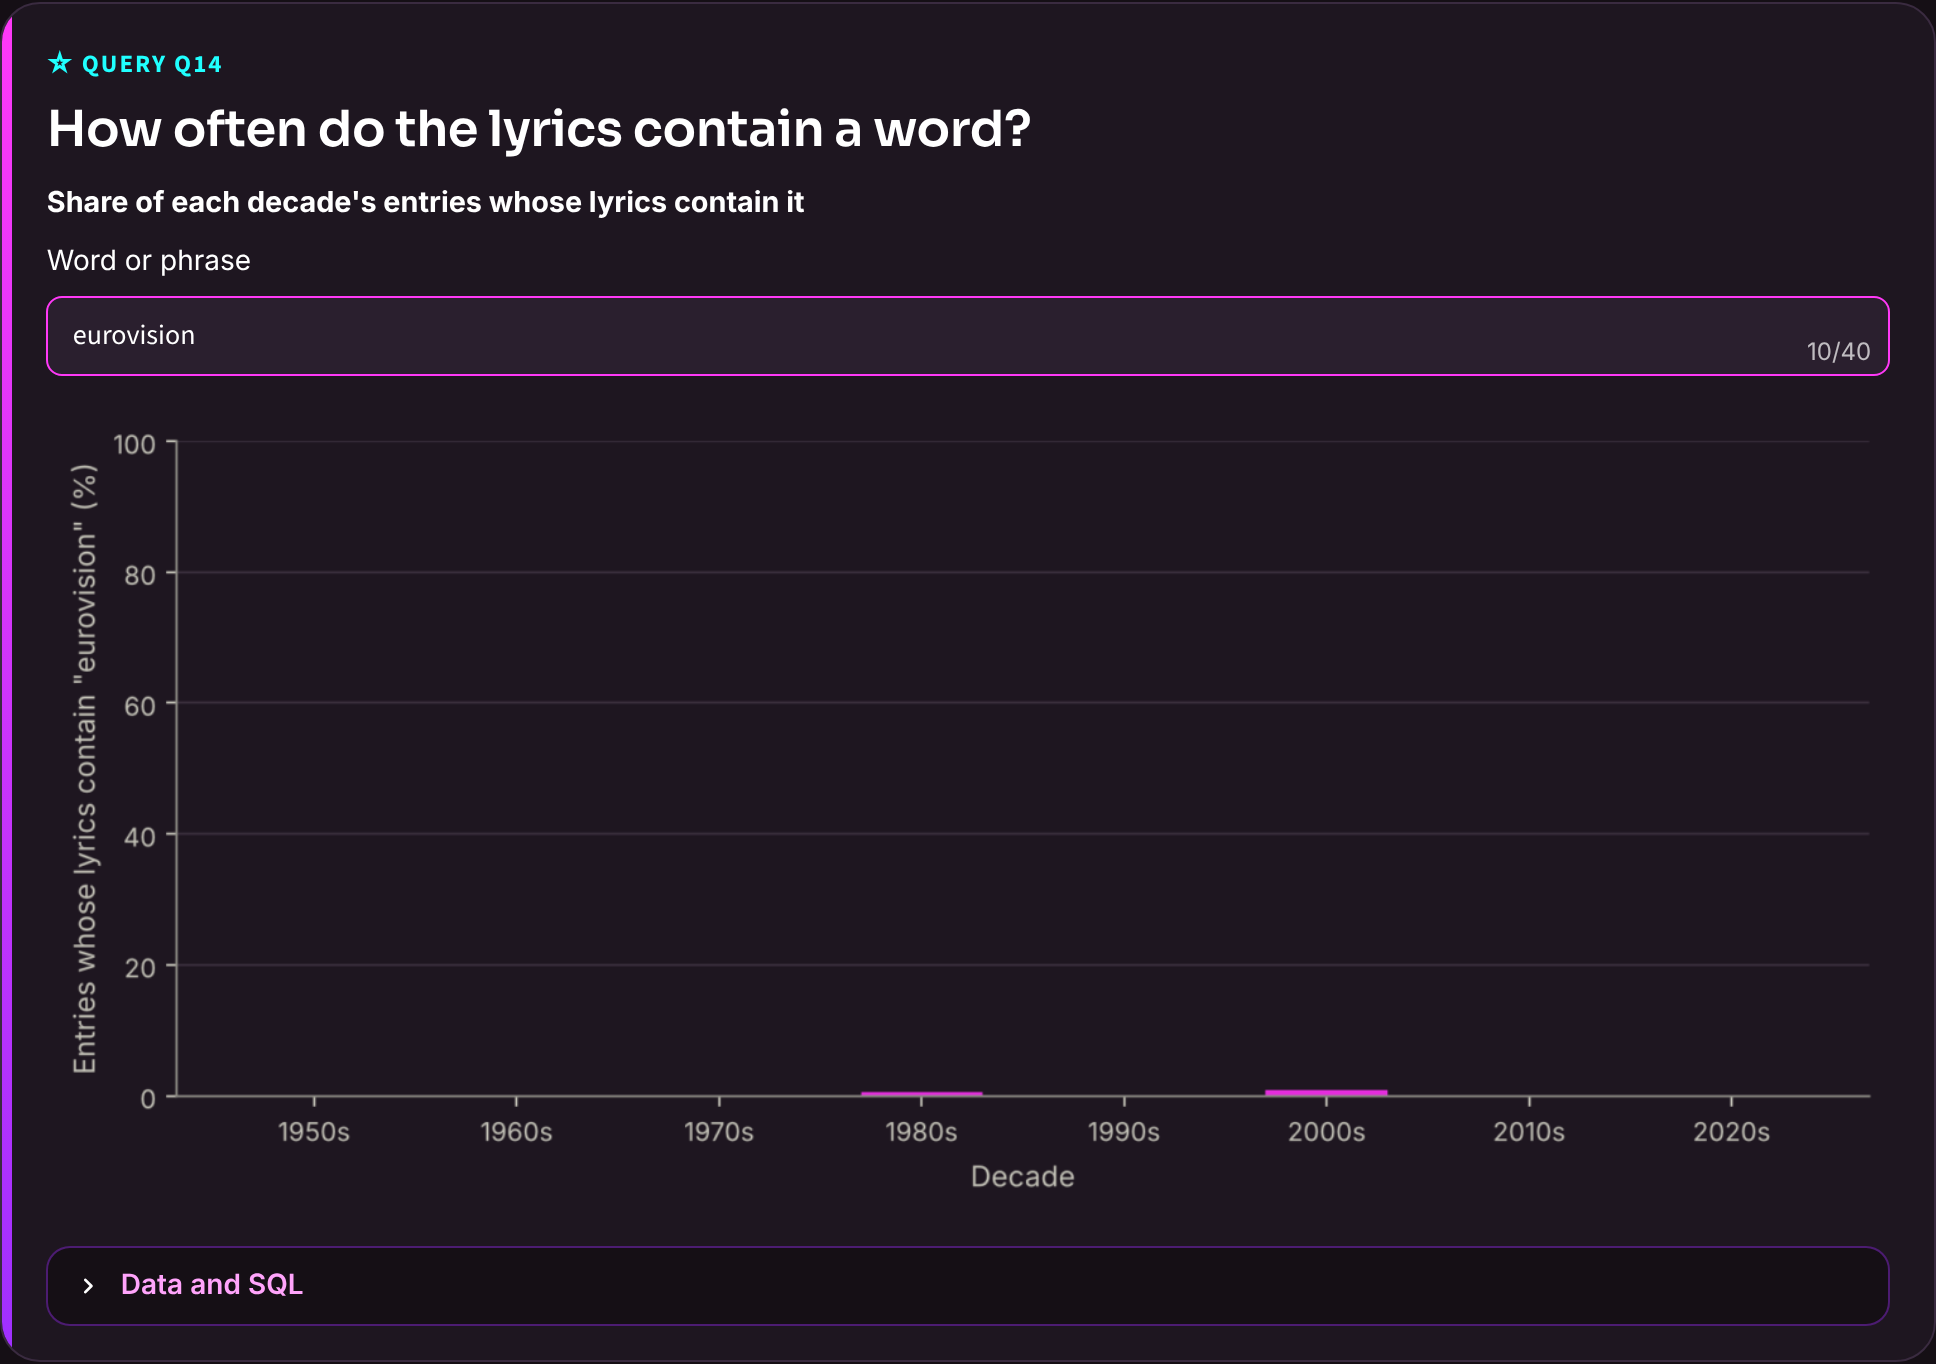 ☆ QUERY Q14
How often do the lyrics contain a word?
Share of each decade's entries whose lyrics contain it
Word or phrase
eurovision
10/40
Entries whose lyrics contain "eurovision" (%)
100
80
60
40
20
0
1950s 1960s 1970s 1980s 1990s 2000s 2010s 2020s
Decade
Data and SQL